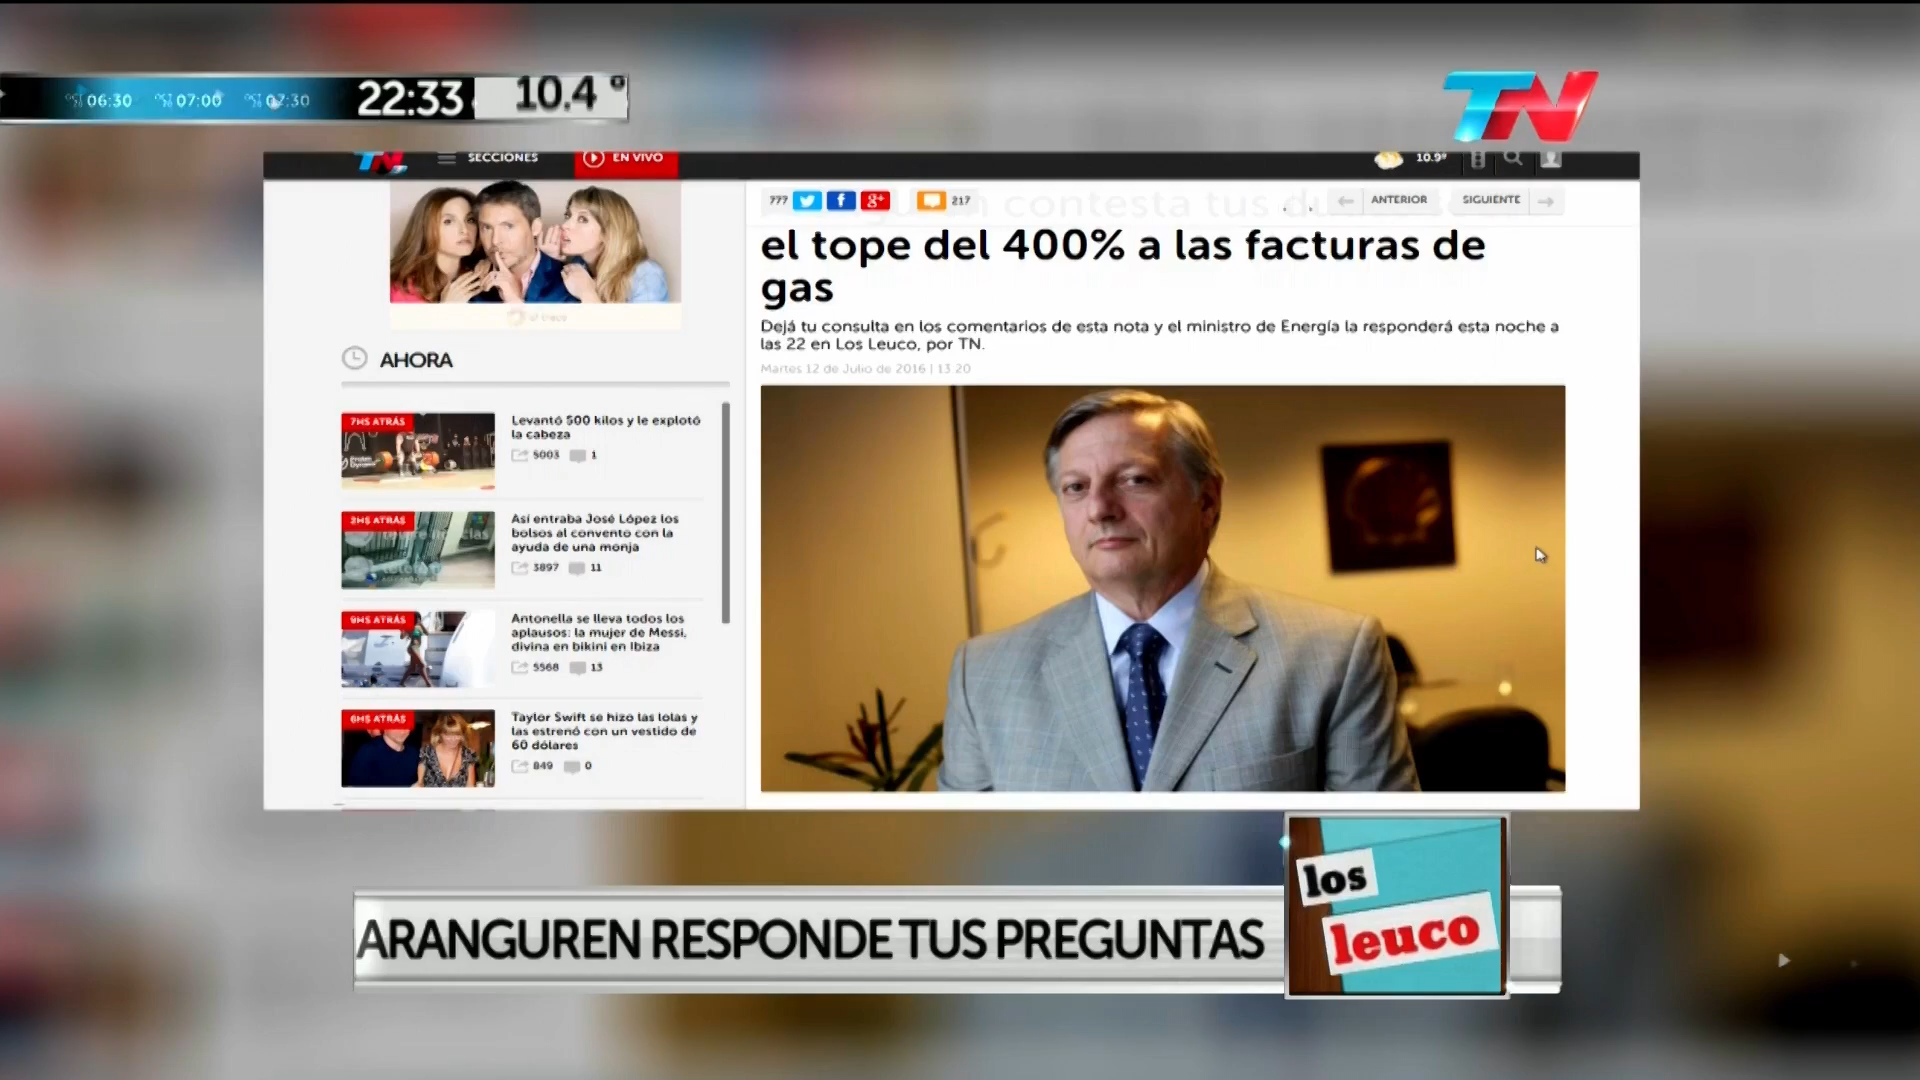 06:30 07:00 07:30
22:33 10.4°
TN
TN SECCIONES EN VIVO 10.9°
777 217 ANTERIOR SIGUIENTE
contesta tus
el tope del 400% a las facturas de
gas
Dejá tu consulta en los comentarios de esta nota y el ministro de Energía la responderá esta noche a
las 22 en Los Leuco, por TN.
Martes 12 de Julio de 2016 | 13:20
AHORA
7HS ATRÁS
Levantó 500 kilos y le explotó
la cabeza
5003 1
2HS ATRÁS
Así entraba José López los
bolsos al convento con la
ayuda de una monja
3897 11
9HS ATRÁS
Antonella se lleva todos los
aplausos: la mujer de Messi,
divina en bikini en Ibiza
5568 13
6HS ATRÁS
Taylor Swift se hizo las lolas y
las estrenó con un vestido de
60 dólares
849 0
ARANGUREN RESPONDE TUS PREGUNTAS
los
leuco